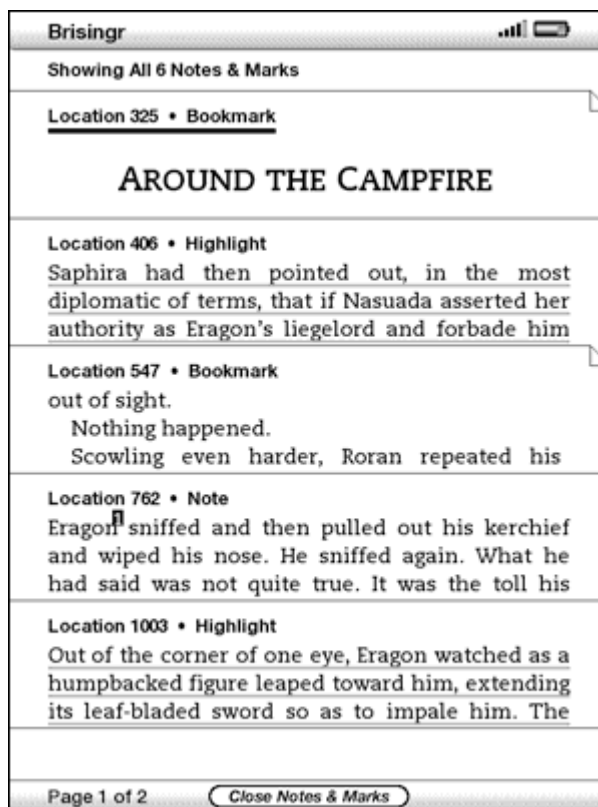 Brisingr
Showing All 6 Notes & Marks
Location 325 • Bookmark
AROUND THE CAMPFIRE
Location 406 • Highlight
Saphira had then pointed out, in the most
diplomatic of terms, that if Nasuada asserted her
authority as Eragon's liegelord and forbade him
Location 547 • Bookmark
out of sight.
Nothing happened.
Scowling even harder, Roran repeated his
Location 762 • Note
Eragon 1 sniffed and then pulled out his kerchief
and wiped his nose. He sniffed again. What he
had said was not quite true. It was the toll his
Location 1003 • Highlight
Out of the corner of one eye, Eragon watched as a
humpbacked figure leaped toward him, extending
its leaf-bladed sword so as to impale him. The
Page 1 of 2 Close Notes & Marks